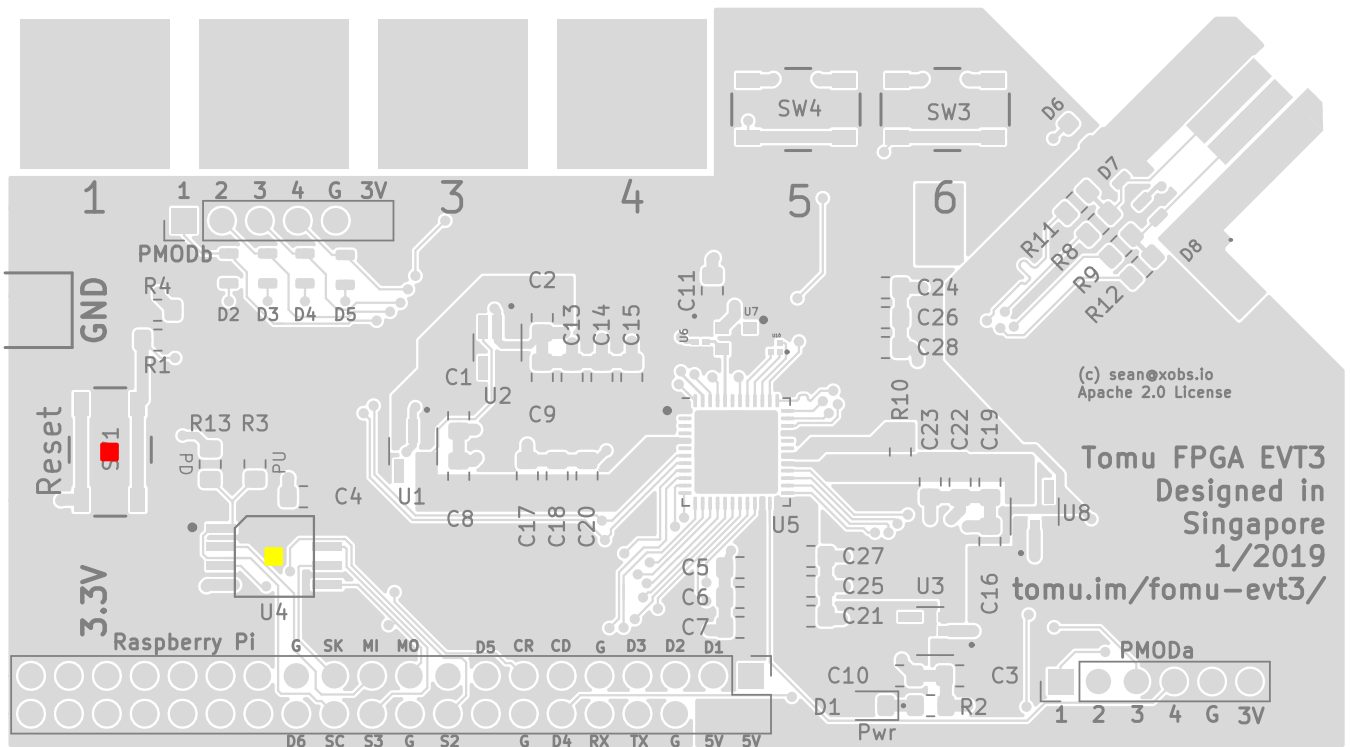 SW4
SW3
D6
D7
1
2
3
4
G
3V
1
3
4
5
6
PMODb
R11
R8
R9
R12
D8
GND
R4
D2
D3
D4
D5
C2
C11
C13
C14
C15
U6
U7
C24
C26
C28
R1
C1
U2
(c) sean@xobs.io
Apache 2.0 License
Reset
R13
R3
PD
PU
C9
R10
C23
C22
C19
C4
U1
C8
C17
C18
C20
U5
U8
Tomu FPGA EVT3
Designed in
Singapore
1/2019
tomu.im/fomu-evt3/
3.3V
U4
C5
C6
C7
C27
C25
C21
U3
C16
Raspberry Pi
G
SK
MI
MO
D5
CR
CD
G
D3
D2
D1
C10
C3
PMODa
D1
R2
Pwr
1
2
3
4
G
3V
D6
SC
S3
G
S2
G
D4
RX
TX
G
5V
5V